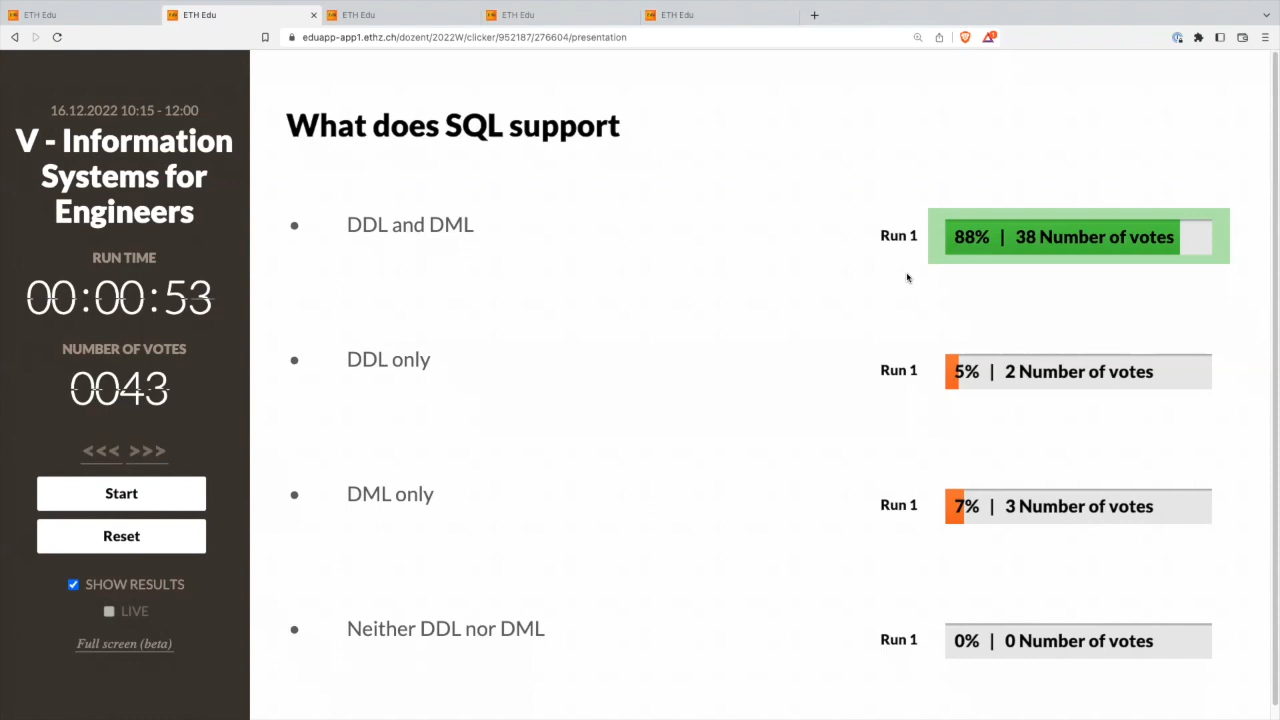 ETH Edu
ETH Edu
ETH Edu
ETH Edu
ETH Edu
eduapp-app1.ethz.ch/dozent/2022W/clicker/952187/276604/presentation
16.12.2022 10:15 - 12:00
V - Information
Systems for
Engineers
RUN TIME
00:00:53
NUMBER OF VOTES
0043
<<< >>>
Start
Reset
SHOW RESULTS
LIVE
Full screen (beta)
What does SQL support
DDL and DML
Run 1
88% | 38 Number of votes
DDL only
Run 1
5% | 2 Number of votes
DML only
Run 1
7% | 3 Number of votes
Neither DDL nor DML
Run 1
0% | 0 Number of votes